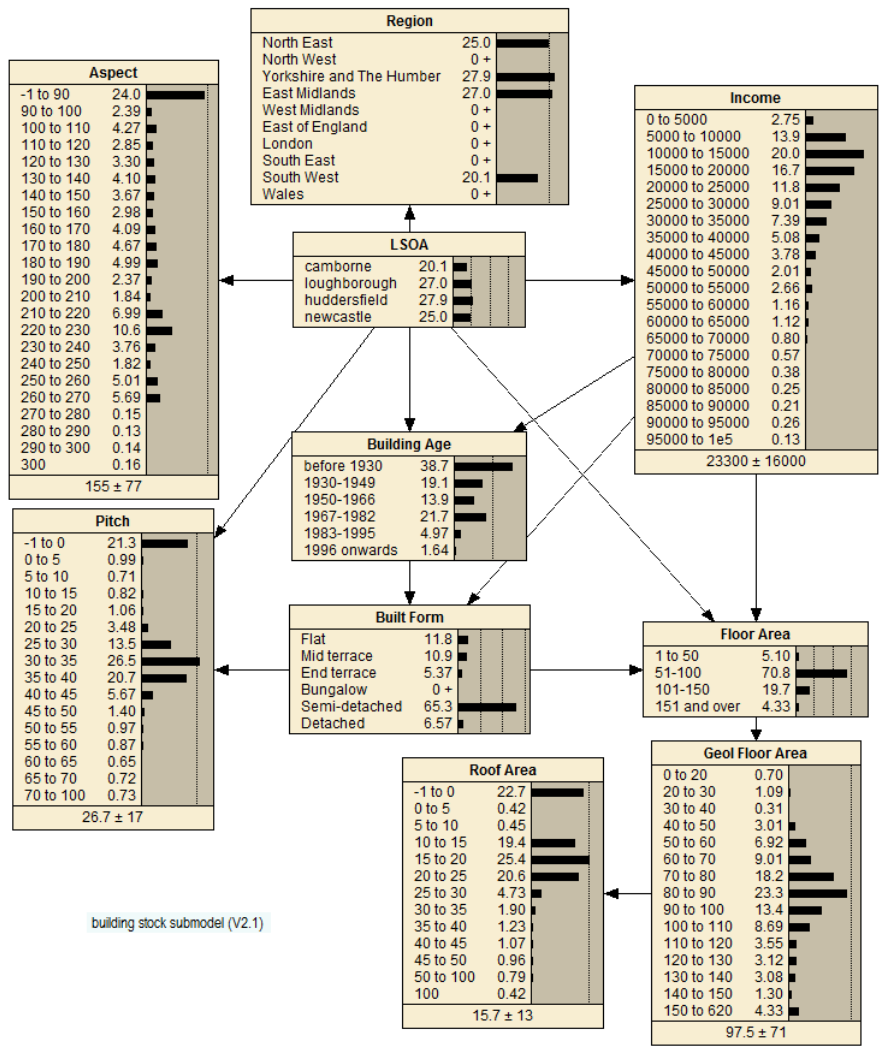 Region
North East 25.0
North West 0 +
Yorkshire and The Humber 27.9
East Midlands 27.0
West Midlands 0 +
East of England 0 +
London 0 +
South East 0 +
South West 20.1
Wales 0 +
Aspect
-1 to 90 24.0
90 to 100 2.39
100 to 110 4.27
110 to 120 2.85
120 to 130 3.30
130 to 140 4.10
140 to 150 3.67
150 to 160 2.98
160 to 170 4.09
170 to 180 4.67
180 to 190 4.99
190 to 200 2.37
200 to 210 1.84
210 to 220 6.99
220 to 230 10.6
230 to 240 3.76
240 to 250 1.82
250 to 260 5.01
260 to 270 5.69
270 to 280 0.15
280 to 290 0.13
290 to 300 0.14
300 0.16
155 ± 77
Income
0 to 5000 2.75
5000 to 10000 13.9
10000 to 15000 20.0
15000 to 20000 16.7
20000 to 25000 11.8
25000 to 30000 9.01
30000 to 35000 7.39
35000 to 40000 5.08
40000 to 45000 3.78
45000 to 50000 2.01
50000 to 55000 2.66
55000 to 60000 1.16
60000 to 65000 1.12
65000 to 70000 0.80
70000 to 75000 0.57
75000 to 80000 0.38
80000 to 85000 0.25
85000 to 90000 0.21
90000 to 95000 0.26
95000 to 1e5 0.13
23300 ± 16000
LSOA
camborne 20.1
loughborough 27.0
huddersfield 27.9
newcastle 25.0
Building Age
before 1930 38.7
1930-1949 19.1
1950-1966 13.9
1967-1982 21.7
1983-1995 4.97
1996 onwards 1.64
Pitch
-1 to 0 21.3
0 to 5 0.99
5 to 10 0.71
10 to 15 0.82
15 to 20 1.06
20 to 25 3.48
25 to 30 13.5
30 to 35 26.5
35 to 40 20.7
40 to 45 5.67
45 to 50 1.40
50 to 55 0.97
55 to 60 0.87
60 to 65 0.65
65 to 70 0.72
70 to 100 0.73
26.7 ± 17
Built Form
Flat 11.8
Mid terrace 10.9
End terrace 5.37
Bungalow 0 +
Semi-detached 65.3
Detached 6.57
Floor Area
1 to 50 5.10
51-100 70.8
101-150 19.7
151 and over 4.33
Roof Area
-1 to 0 22.7
0 to 5 0.42
5 to 10 0.45
10 to 15 19.4
15 to 20 25.4
20 to 25 20.6
25 to 30 4.73
30 to 35 1.90
35 to 40 1.23
40 to 45 1.07
45 to 50 0.96
50 to 100 0.79
100 0.42
15.7 ± 13
Geol Floor Area
0 to 20 0.70
20 to 30 1.09
30 to 40 0.31
40 to 50 3.01
50 to 60 6.92
60 to 70 9.01
70 to 80 18.2
80 to 90 23.3
90 to 100 13.4
100 to 110 8.69
110 to 120 3.55
120 to 130 3.12
130 to 140 3.08
140 to 150 1.30
150 to 620 4.33
97.5 ± 71
building stock submodel (V2.1)